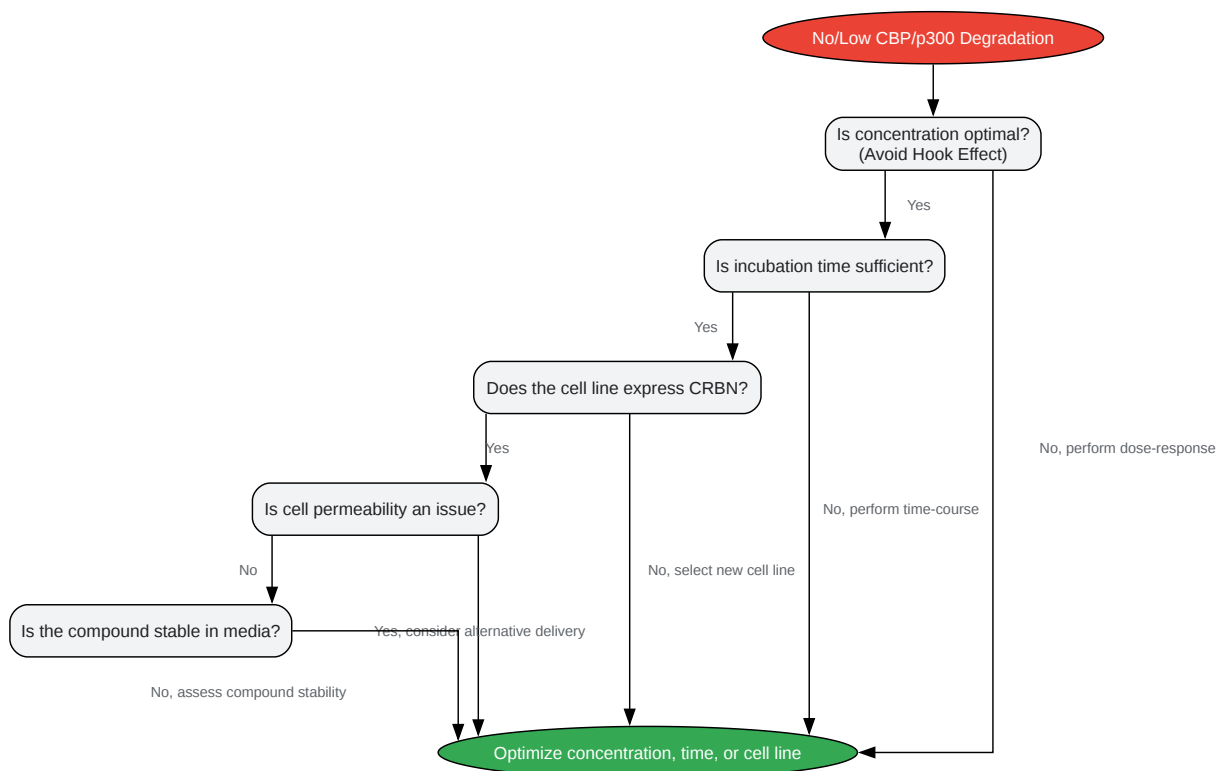 No/Low CBP/p300 Degradation
Is concentration optimal?
(Avoid Hook Effect)
Yes
Is incubation time sufficient?
Yes
Does the cell line express CRBN?
Yes
No, perform dose-response
Is cell permeability an issue?
No, perform time-course
No
No, select new cell line
Is the compound stable in media?
Yes, consider alternative delivery
No, assess compound stability
Optimize concentration, time, or cell line